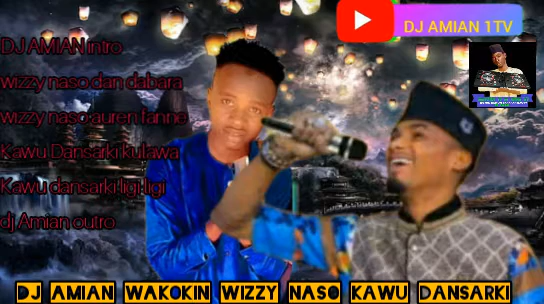 DJ AMIAN 1TV
DJ AMIAN intro
wizzy naso dan dabara
wizzy naso auren fanne
Kawu Dansarki kulawa
Kawu dansarki ligi ligi
dj Amian outro
DJ AMIAN WAKOKIN WIZZY NASO KAWU DANSARKI